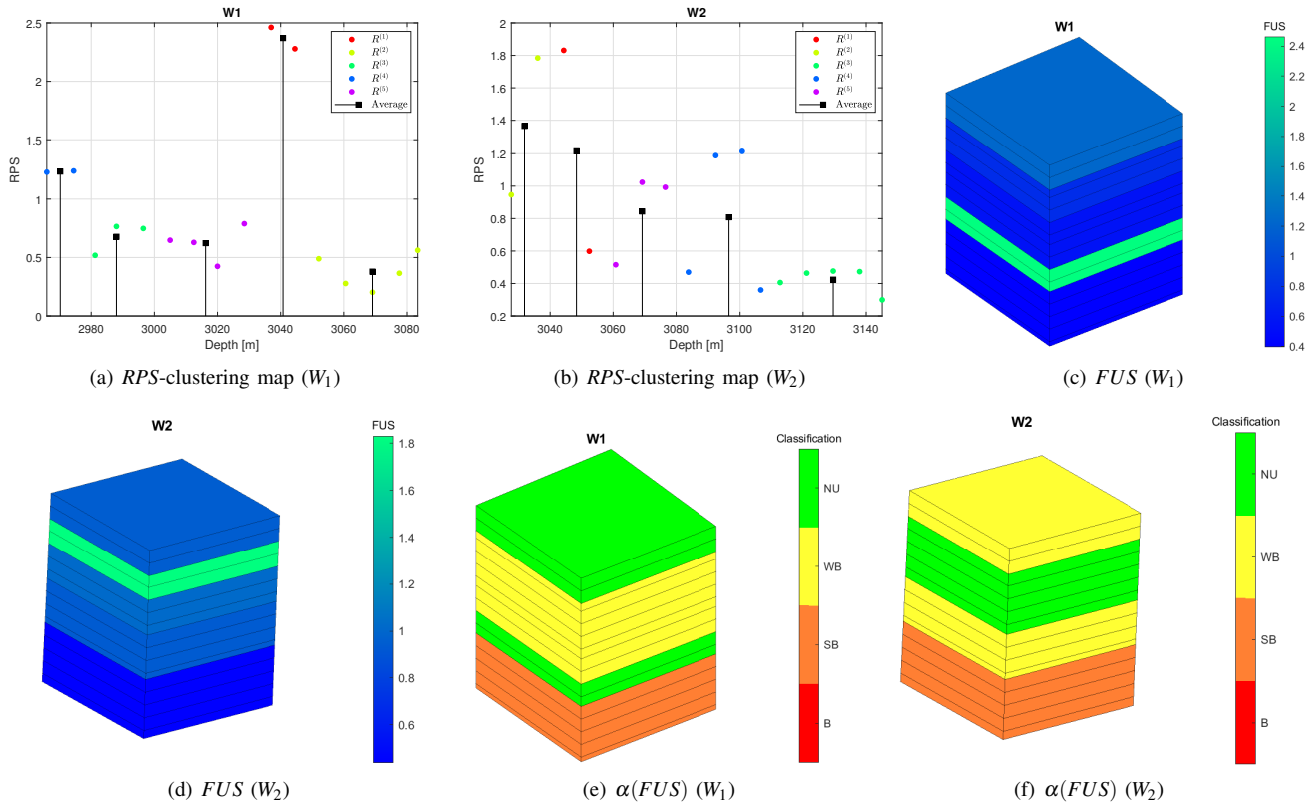 W1
RPS
2.5
2
1.5
1
0.5
0
2980 3000 3020 3040 3060 3080
Depth [m]
R^(1)
R^(2)
R^(3)
R^(4)
R^(5)
Average
(a) RPS-clustering map (W₁)
W2
RPS
2
1.8
1.6
1.4
1.2
1
0.8
0.6
0.4
0.2
3040 3060 3080 3100 3120 3140
Depth [m]
R^(1)
R^(2)
R^(3)
R^(4)
R^(5)
Average
(b) RPS-clustering map (W₂)
W1
FUS
2.4
2.2
2
1.8
1.6
1.4
1.2
1
0.8
0.6
0.4
(c) FUS (W₁)
W2
FUS
1.8
1.6
1.4
1.2
1
0.8
0.6
(d) FUS (W₂)
W1
Classification
NU
WB
SB
B
(e) α(FUS) (W₁)
W2
Classification
NU
WB
SB
B
(f) α(FUS) (W₂)